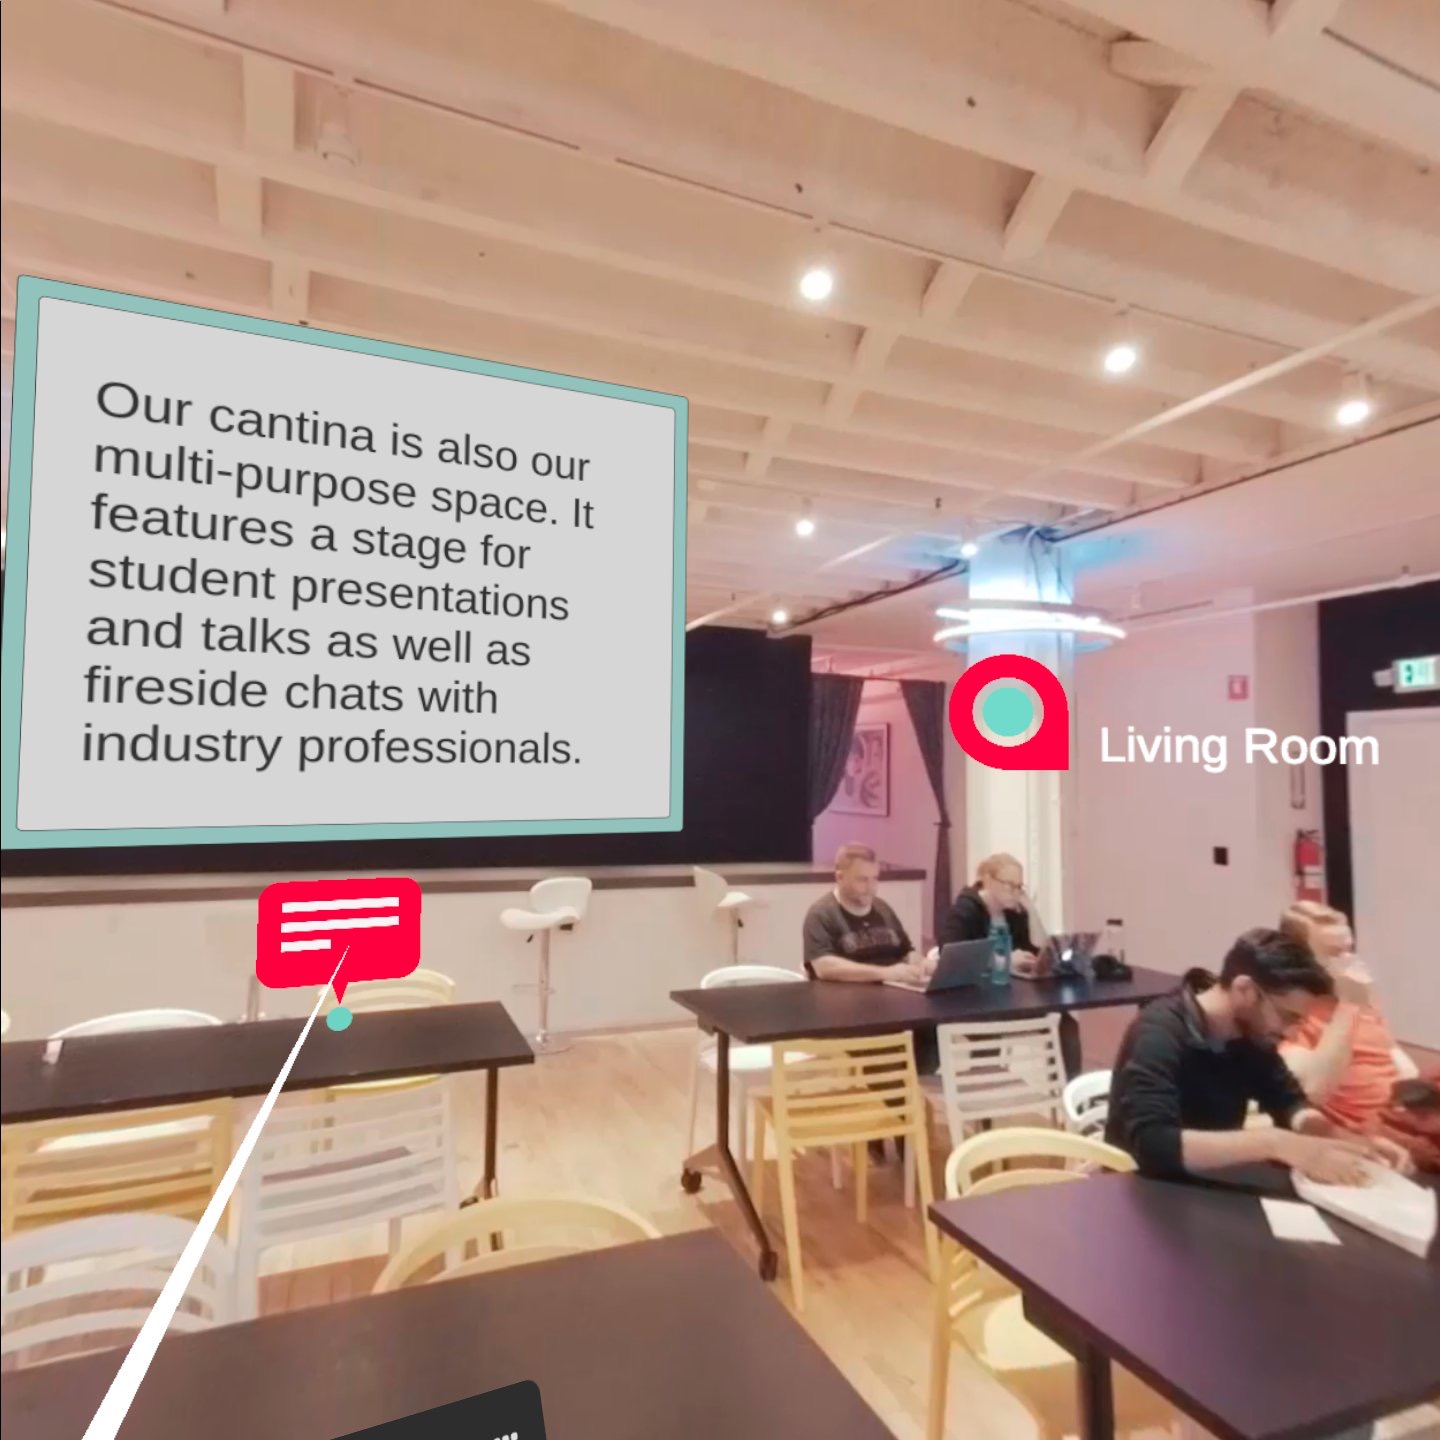 Our cantina is also our
multi-purpose space. It
features a stage for
student presentations
and talks as well as
fireside chats with
industry professionals.
Living Room